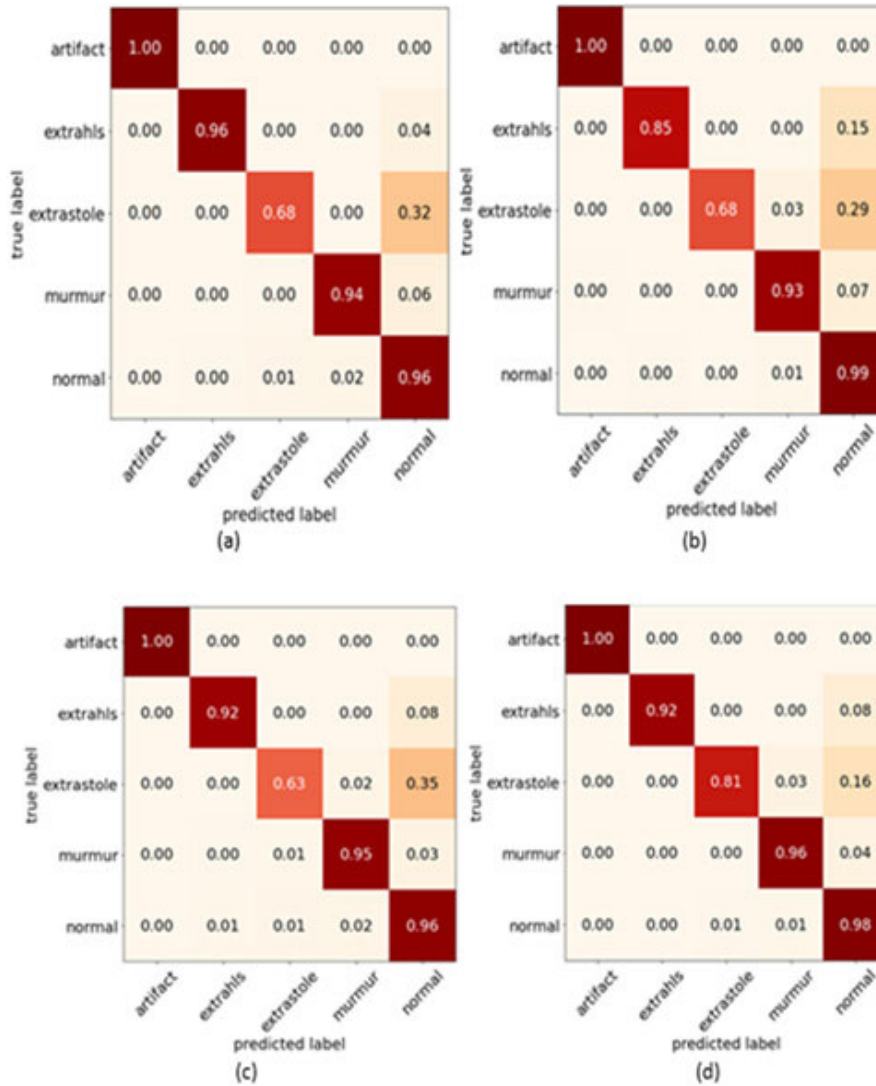 artifact 1.00 0.00 0.00 0.00 0.00
extrahls 0.00 0.96 0.00 0.00 0.04
extrastole 0.00 0.00 0.68 0.00 0.32
murmur 0.00 0.00 0.00 0.94 0.06
normal 0.00 0.00 0.01 0.02 0.96
true label
artifact extrahls extrastole murmur normal
predicted label
(a)
artifact 1.00 0.00 0.00 0.00 0.00
extrahls 0.00 0.85 0.00 0.00 0.15
extrastole 0.00 0.00 0.68 0.03 0.29
murmur 0.00 0.00 0.00 0.93 0.07
normal 0.00 0.00 0.00 0.01 0.99
true label
artifact extrahls extrastole murmur normal
predicted label
(b)
artifact 1.00 0.00 0.00 0.00 0.00
extrahls 0.00 0.92 0.00 0.00 0.08
extrastole 0.00 0.00 0.63 0.02 0.35
murmur 0.00 0.00 0.01 0.95 0.03
normal 0.00 0.01 0.01 0.02 0.96
true label
artifact extrahls extrastole murmur normal
predicted label
(c)
artifact 1.00 0.00 0.00 0.00 0.00
extrahls 0.00 0.92 0.00 0.00 0.08
extrastole 0.00 0.00 0.81 0.03 0.16
murmur 0.00 0.00 0.00 0.96 0.04
normal 0.00 0.00 0.01 0.01 0.98
true label
artifact extrahls extrastole murmur normal
predicted label
(d)